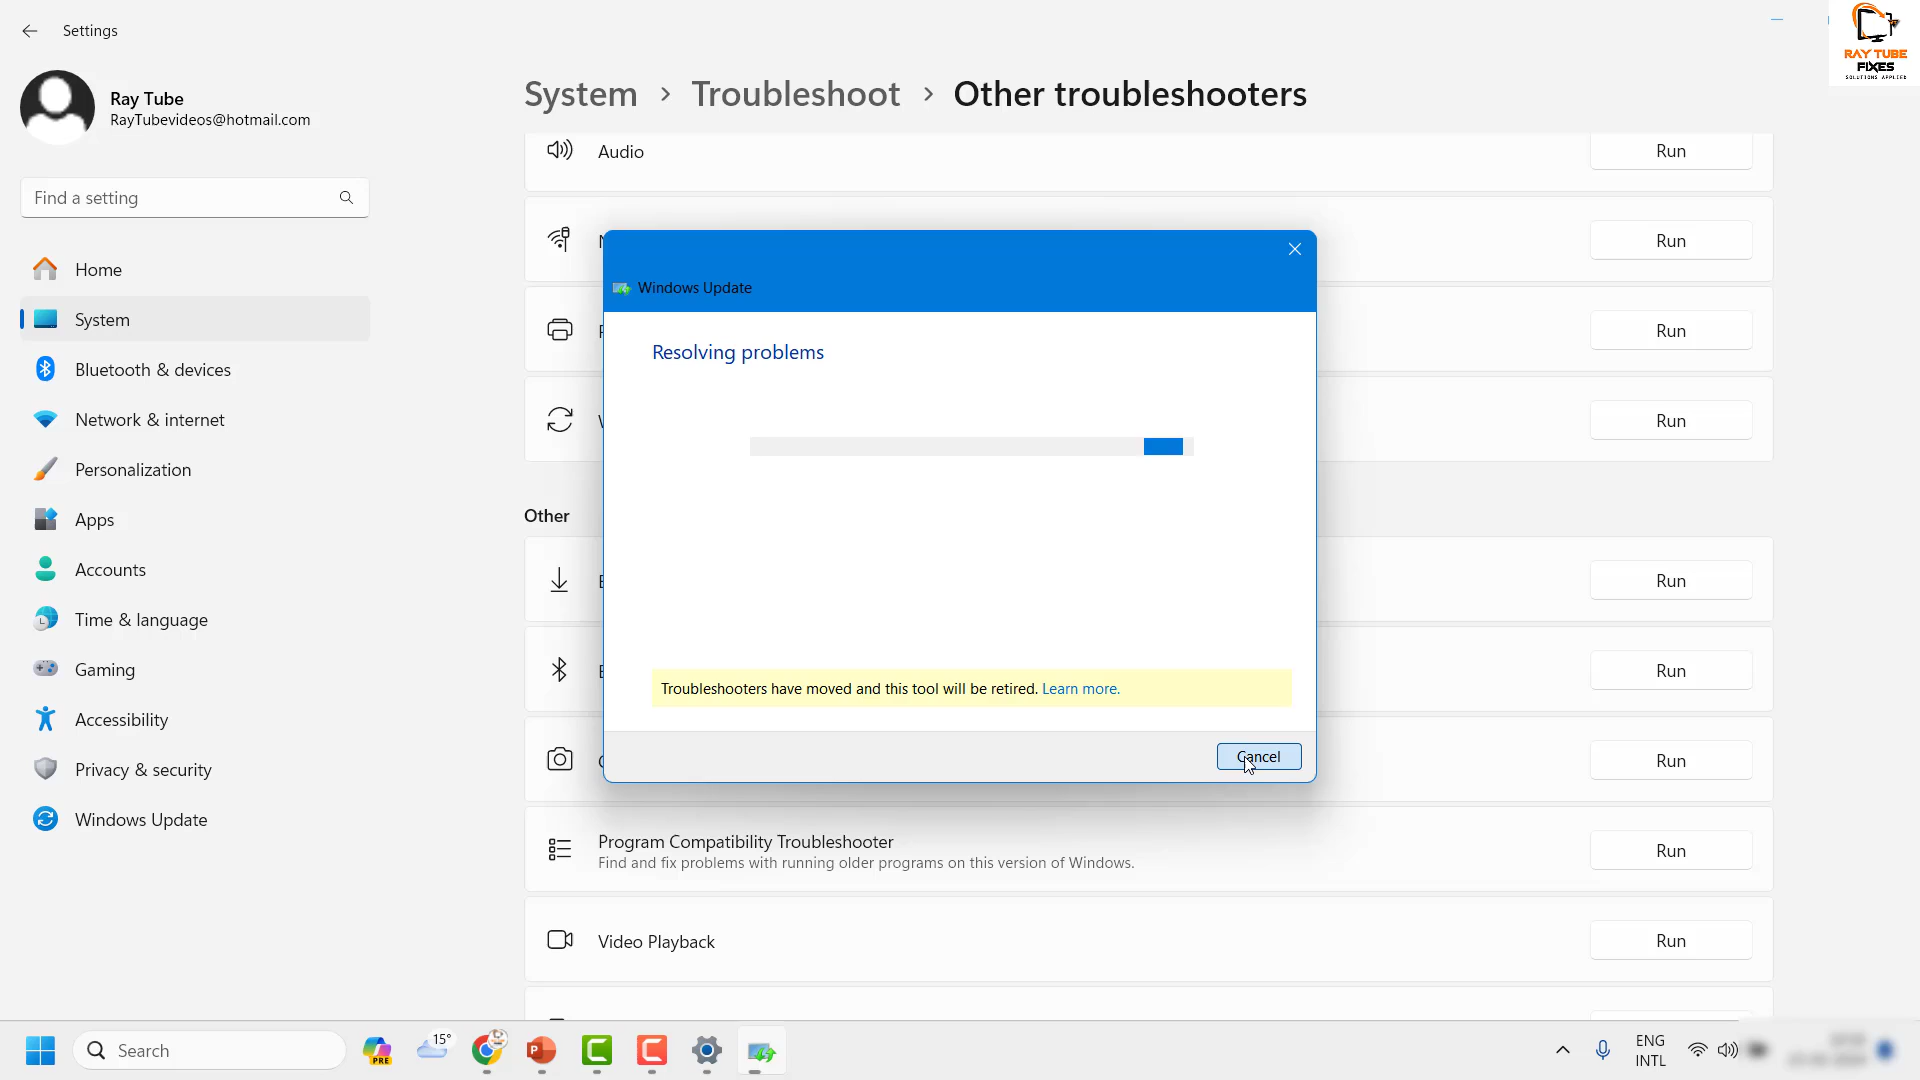 Settings
RAY TUBE
FIXES
SOLUTIONS APPLIED
Ray Tube
RayTubevideos@hotmail.com
System > Troubleshoot > Other troubleshooters
Find a setting
Home
System
Bluetooth & devices
Network & internet
Personalization
Apps
Accounts
Time & language
Gaming
Accessibility
Privacy & security
Windows Update
Audio
Run
Run
Run
Run
Windows Update
Resolving problems
Troubleshooters have moved and this tool will be retired. Learn more.
Cancel
Other
Run
Run
Run
Program Compatibility Troubleshooter
Find and fix problems with running older programs on this version of Windows.
Run
Video Playback
Run
Search
PRE
15°
ENG
INTL